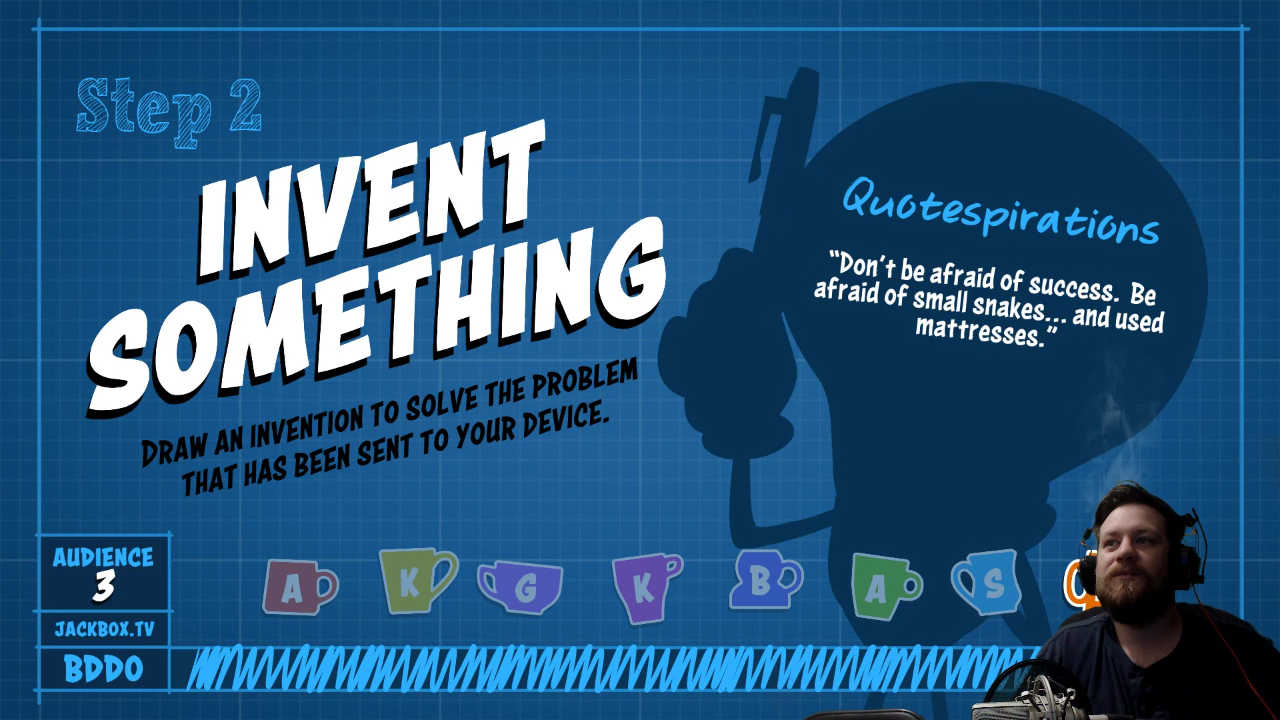 Step 2
INVENT
SOMETHING
DRAW AN INVENTION TO SOLVE THE PROBLEM
THAT HAS BEEN SENT TO YOUR DEVICE.
Quotespirations
“Don't be afraid of success. Be
afraid of small snakes... and used
mattresses.”
AUDIENCE
3
JACKBOX.TV
BDDO
A K G K B A S